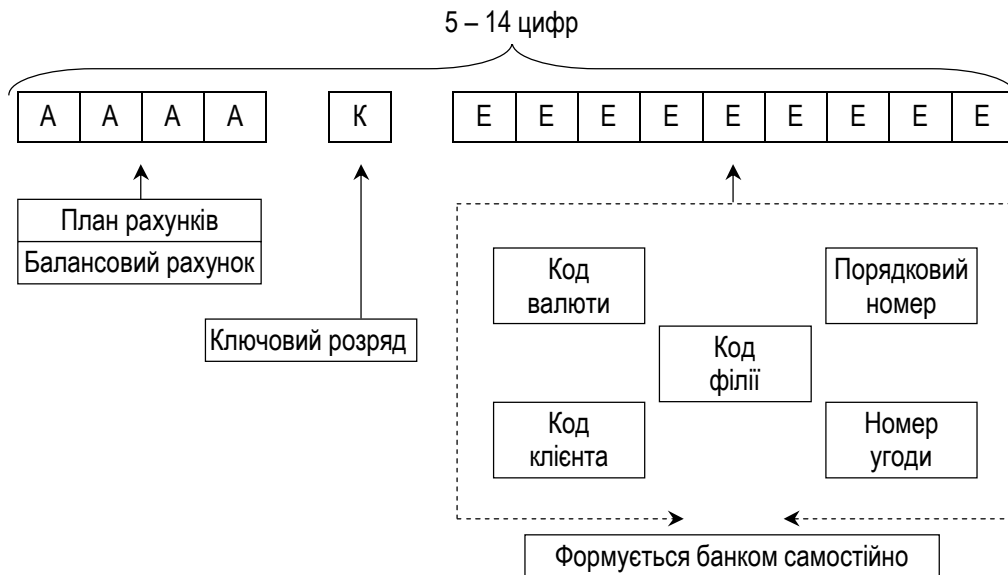 5 – 14 цифр
А А А А К Е Е Е Е Е Е Е Е Е
План рахунків
Балансовий рахунок
Ключовий розряд
Код
валюти
Порядковий
номер
Код
філії
Код
клієнта
Номер
угоди
Формується банком самостійно